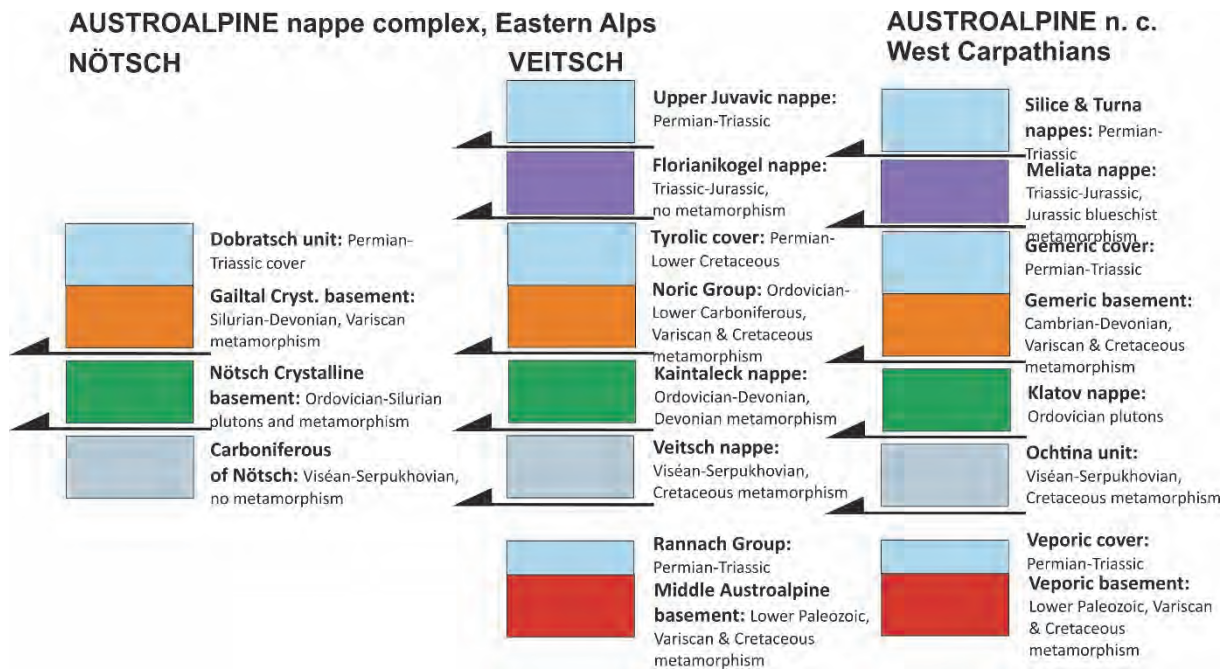 AUSTROALPINE nappe complex, Eastern Alps
NÖTSCH
Dobratsch unit: Permian-
Triassic cover
Gailtal Cryst. basement:
Silurian-Devonian, Variscan
metamorphism
Nötsch Crystalline
basement: Ordovician-Silurian
plutons and metamorphism
Carboniferous
of Nötsch: Viséan-Serpukhovian,
no metamorphism
VEITSCH
Upper Juvavic nappe:
Permian-Triassic
Florianikogel nappe:
Triassic-Jurassic,
no metamorphism
Tyrolic cover: Permian-
Lower Cretaceous
Noric Group: Ordovician-
Lower Carboniferous,
Variscan & Cretaceous
metamorphism
Kaintaleck nappe:
Ordovician-Devonian,
Devonian metamorphism
Veitsch nappe:
Viséan-Serpukhovian,
Cretaceous metamorphism
Rannach Group:
Permian-Triassic
Middle Austroalpine
basement: Lower Paleozoic,
Variscan & Cretaceous
metamorphism
AUSTROALPINE n. c.
West Carpathians
Silice & Turna
nappes: Permian-
Triassic
Meliata nappe:
Triassic-Jurassic,
Jurassic blueschist
metamorphism
Gemeric cover:
Permian-Triassic
Gemeric basement:
Cambrian-Devonian,
Variscan & Cretaceous
metamorphism
Klatov nappe:
Ordovician plutons
Ochtina unit:
Viséan-Serpukhovian,
Cretaceous metamorphism
Veporic cover:
Permian-Triassic
Veporic basement:
Lower Paleozoic, Variscan
& Cretaceous
metamorphism